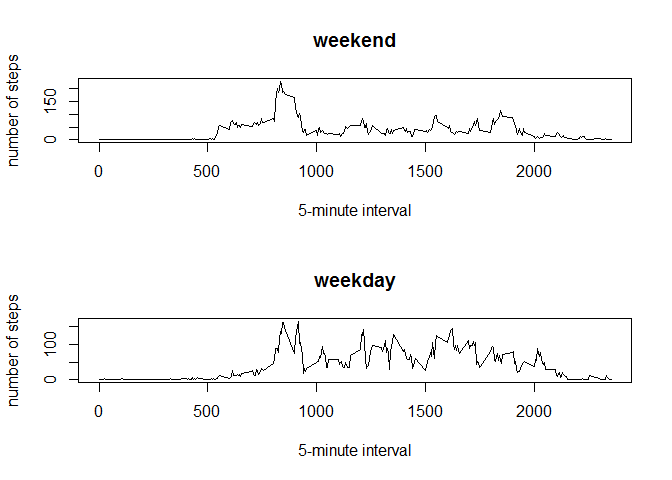 weekend
number of steps
150
0
0 500 1000 1500 2000
5-minute interval
weekday
number of steps
100
0
0 500 1000 1500 2000
5-minute interval